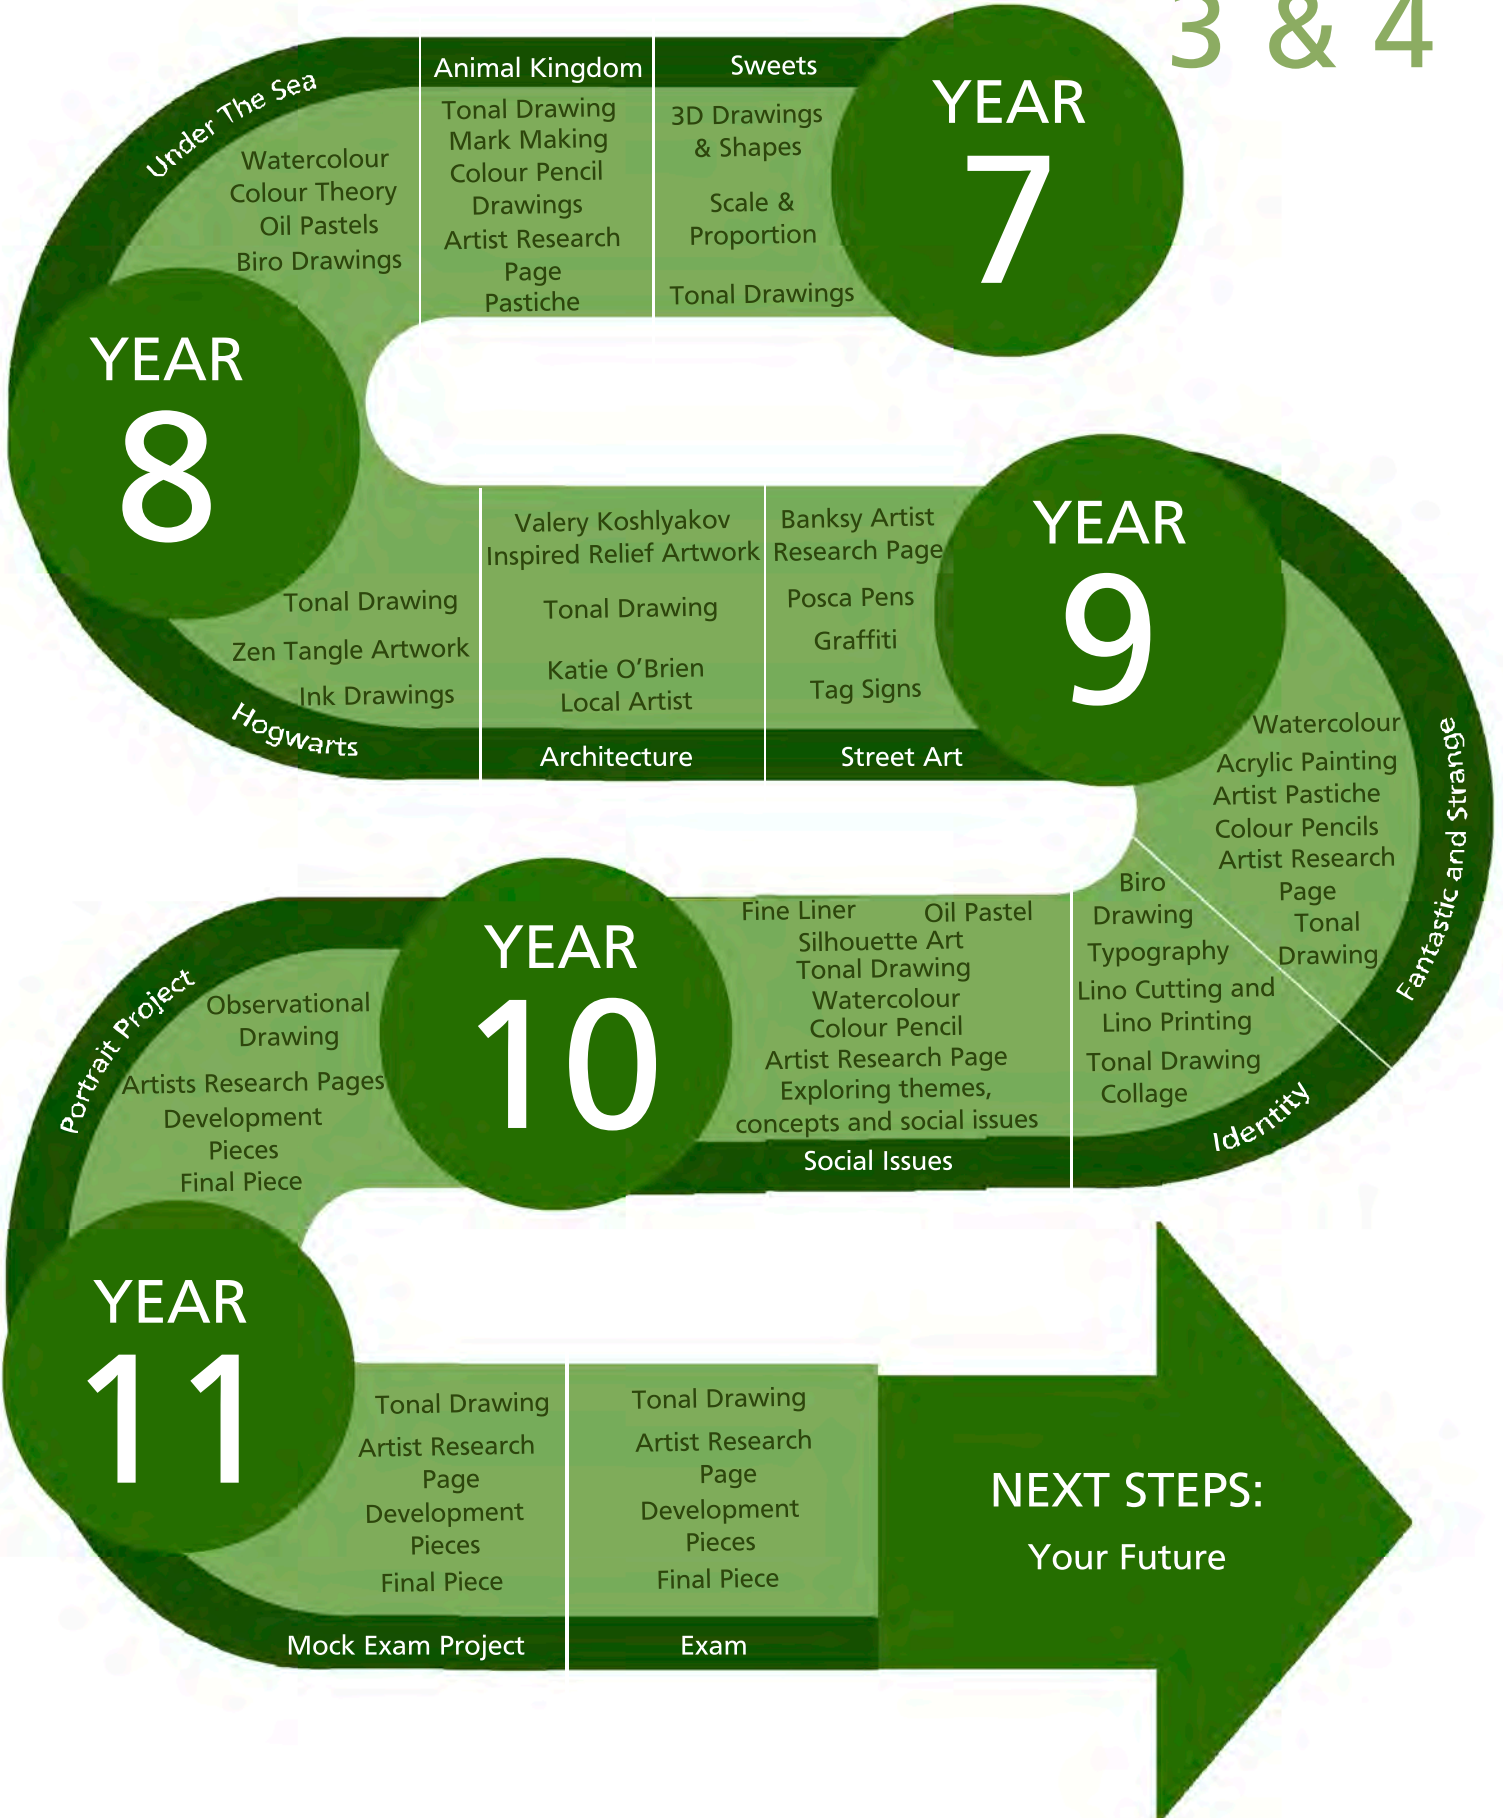 3 & 4
YEAR
7
Sweets
3D Drawings
& Shapes
Scale &
Proportion
Tonal Drawings
Animal Kingdom
Tonal Drawing
Mark Making
Colour Pencil
Drawings
Artist Research
Page
Pastiche
Under The Sea
Watercolour
Colour Theory
Oil Pastels
Biro Drawings
YEAR
8
Tonal Drawing
Zen Tangle Artwork
Ink Drawings
Hogwarts
Valery Koshlyakov
Inspired Relief Artwork
Tonal Drawing
Katie O’Brien
Local Artist
Architecture
Banksy Artist
Research Page
Posca Pens
Graffiti
Tag Signs
Street Art
YEAR
9
Watercolour
Acrylic Painting
Artist Pastiche
Colour Pencils
Artist Research
Page
Tonal
Drawing
Fantastic and Strange
Biro
Drawing
Typography
Lino Cutting and
Lino Printing
Tonal Drawing
Collage
Identity
Fine Liner Oil Pastel
Silhouette Art
Tonal Drawing
Watercolour
Colour Pencil
Artist Research Page
Exploring themes,
concepts and social issues
Social Issues
YEAR
10
Portrait Project
Observational
Drawing
Artists Research Pages
Development
Pieces
Final Piece
YEAR
11
Tonal Drawing
Artist Research
Page
Development
Pieces
Final Piece
Mock Exam Project
Tonal Drawing
Artist Research
Page
Development
Pieces
Final Piece
Exam
NEXT STEPS:
Your Future